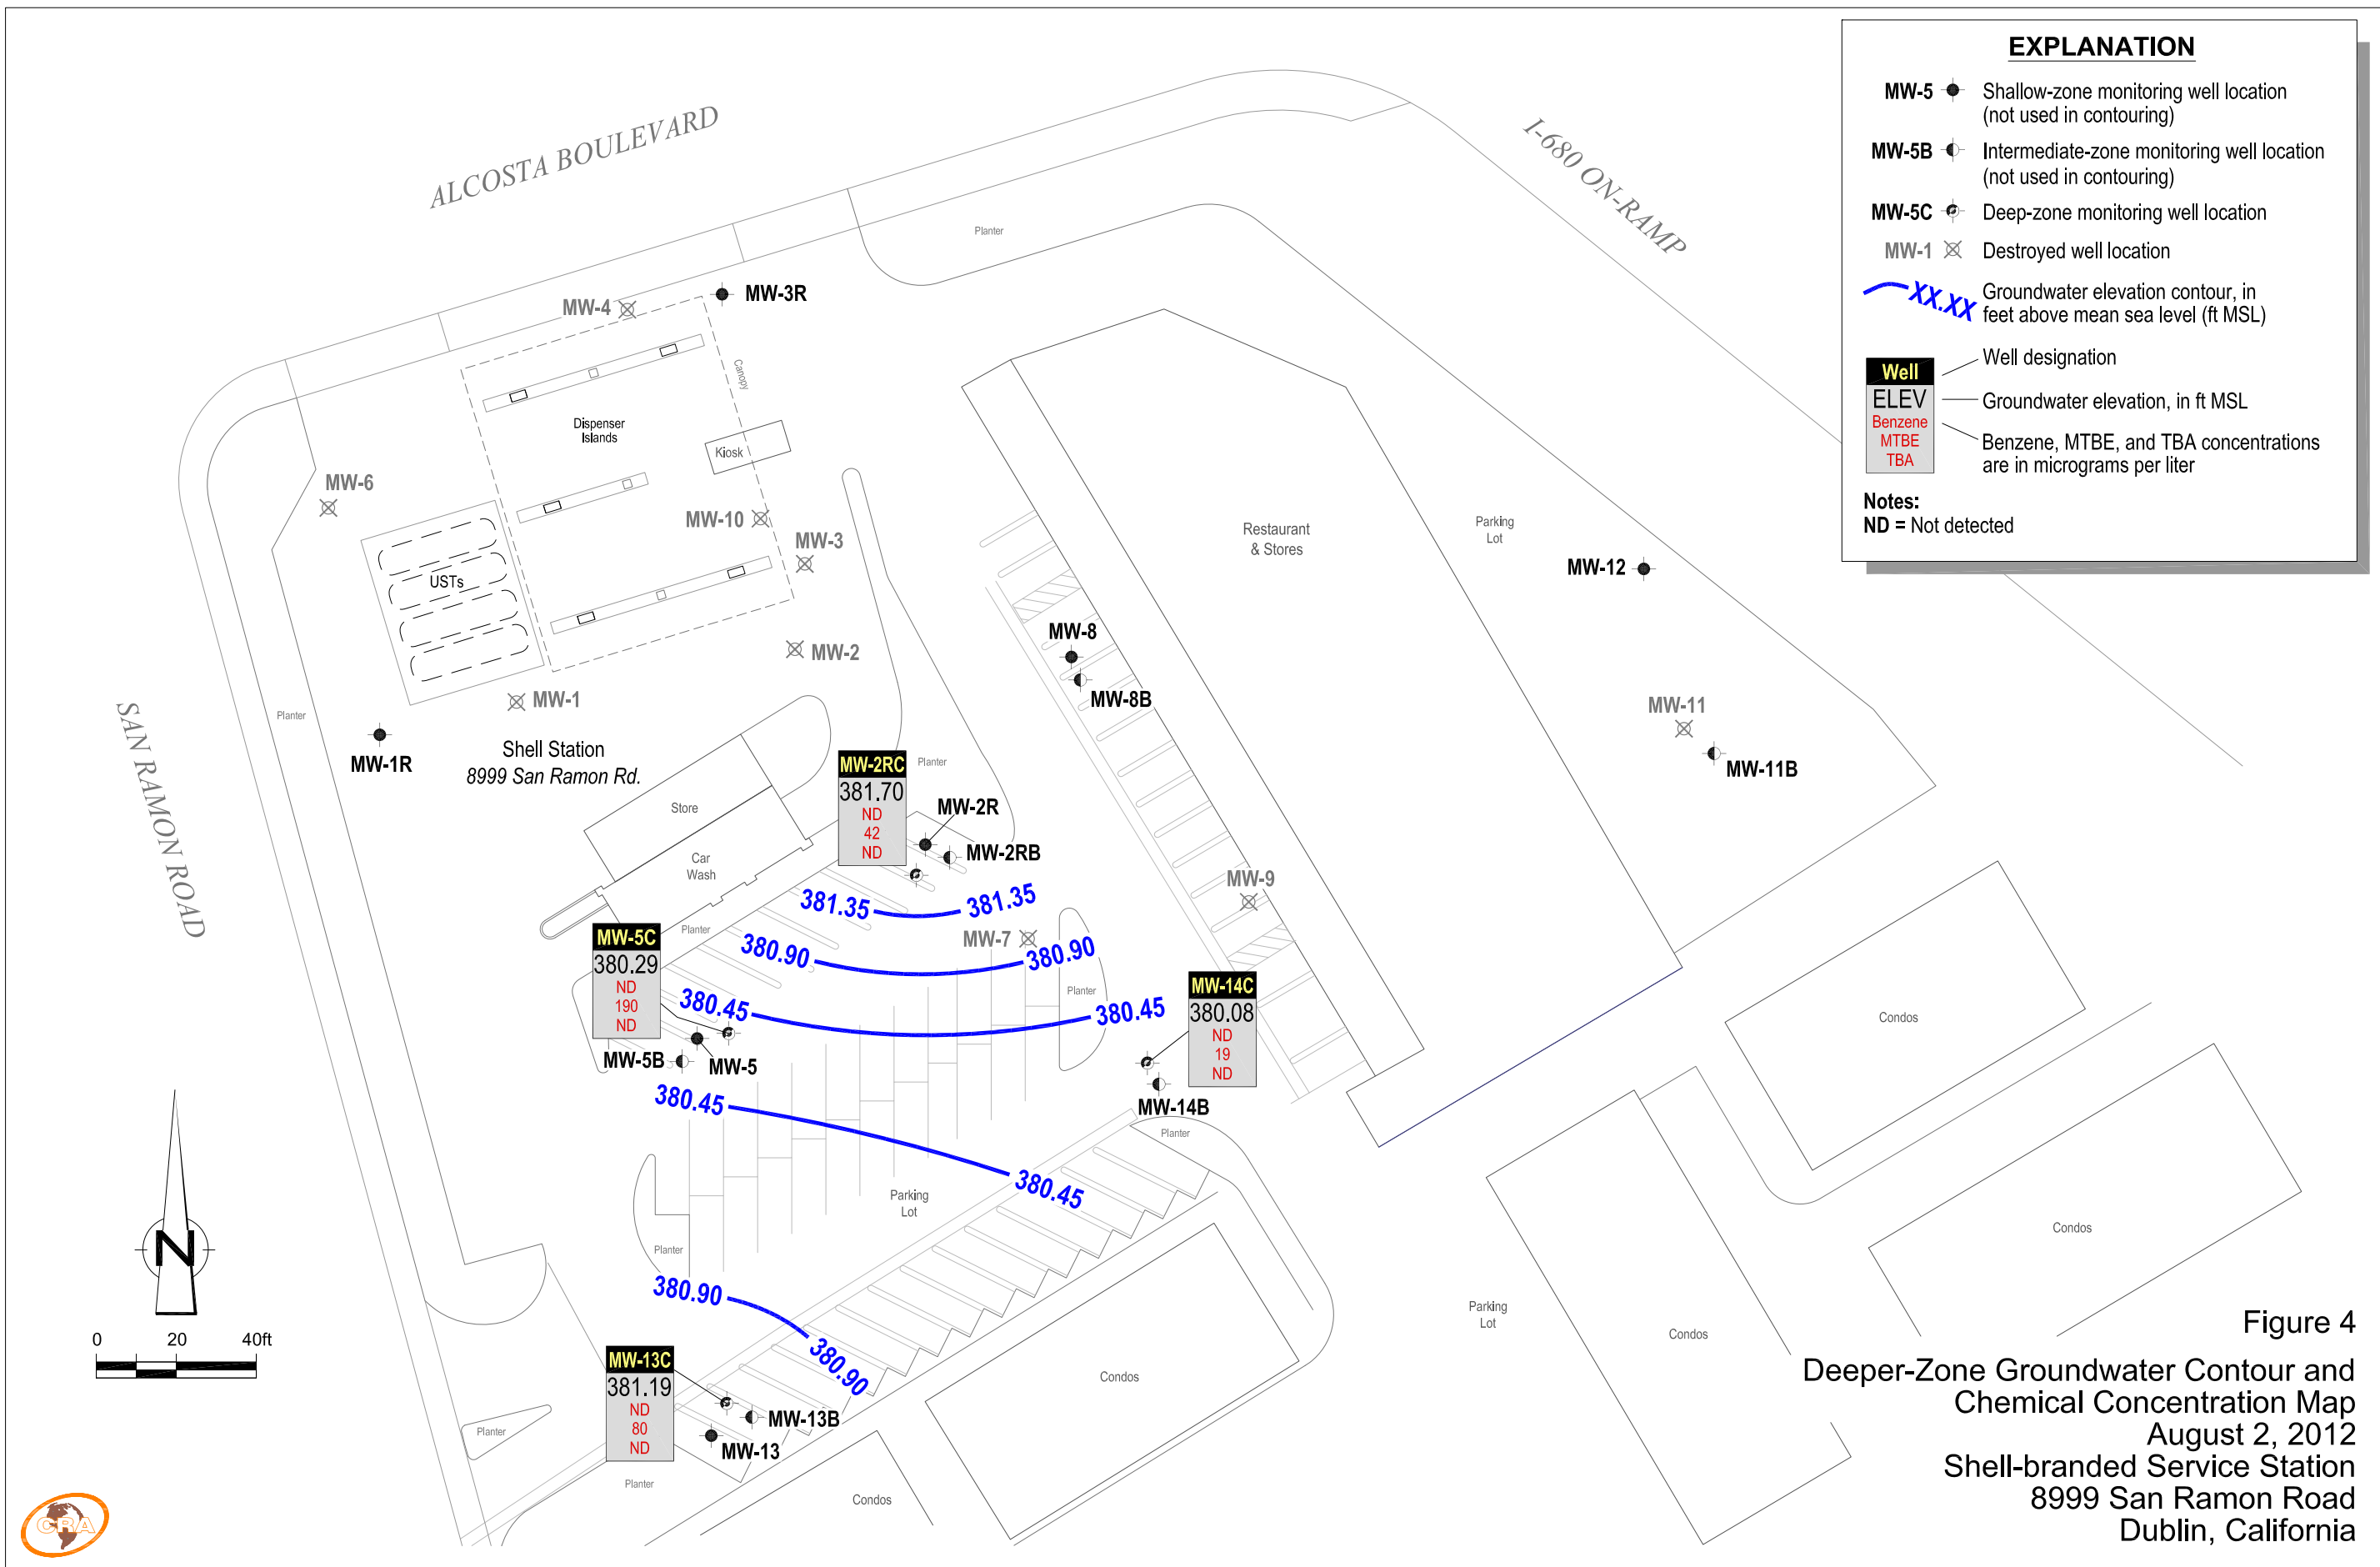 EXPLANATION
MW-5 Shallow-zone monitoring well location
(not used in contouring)
MW-5B Intermediate-zone monitoring well location
(not used in contouring)
MW-5C Deep-zone monitoring well location
MW-1 Destroyed well location
XX.XX Groundwater elevation contour, in
feet above mean sea level (ft MSL)
Well
ELEV
Benzene
MTBE
TBA
Well designation
Groundwater elevation, in ft MSL
Benzene, MTBE, and TBA concentrations
are in micrograms per liter
Notes:
ND = Not detected
ALCOSTA BOULEVARD
I-680 ON-RAMP
SAN RAMON ROAD
Planter
MW-4
MW-3R
Canopy
Dispenser
Islands
Kiosk
MW-6
MW-10
MW-3
USTs
MW-2
MW-1
Planter
MW-1R
Shell Station
8999 San Ramon Rd.
Restaurant
& Stores
Parking
Lot
MW-12
MW-8
MW-8B
MW-11
MW-11B
Store
Car
Wash
MW-2RC
381.70
ND
42
ND
Planter
MW-2R
MW-2RB
MW-9
381.35
381.35
Planter
MW-7
380.90
380.90
MW-5C
380.29
ND
190
ND
380.45
380.45
Planter
MW-14C
380.08
ND
19
ND
MW-5B
MW-5
MW-14B
Planter
380.45
380.45
Parking
Lot
Planter
380.90
380.90
MW-13C
381.19
ND
80
ND
MW-13B
MW-13
Planter
Planter
Condos
Condos
Condos
Condos
Condos
Parking
Lot
N
0 20 40ft
CRA
Figure 4
Deeper-Zone Groundwater Contour and
Chemical Concentration Map
August 2, 2012
Shell-branded Service Station
8999 San Ramon Road
Dublin, California